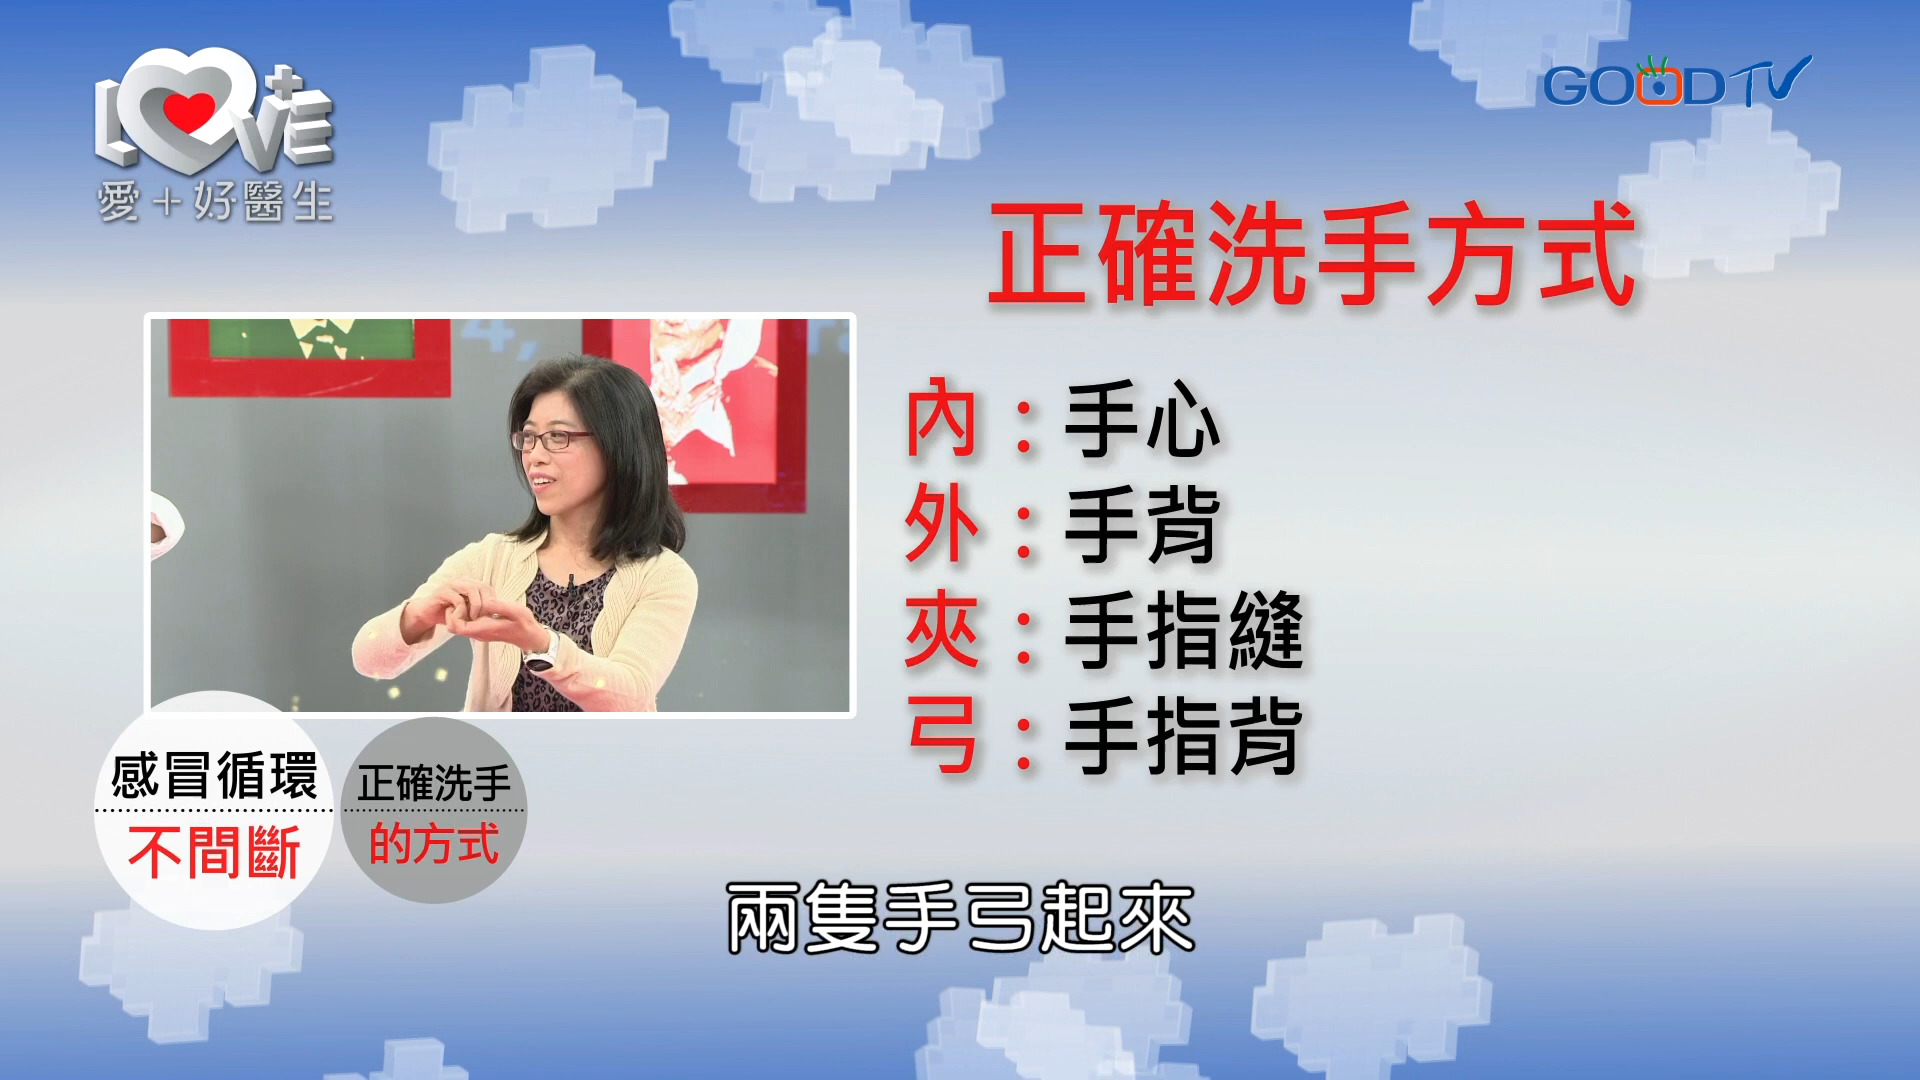 LOVE
愛+好醫生
GOODTV
正確洗手方式
4,
內：手心
外：手背
夾：手指縫
弓：手指背
感冒循環
不間斷
正確洗手
的方式
兩隻手弓起來